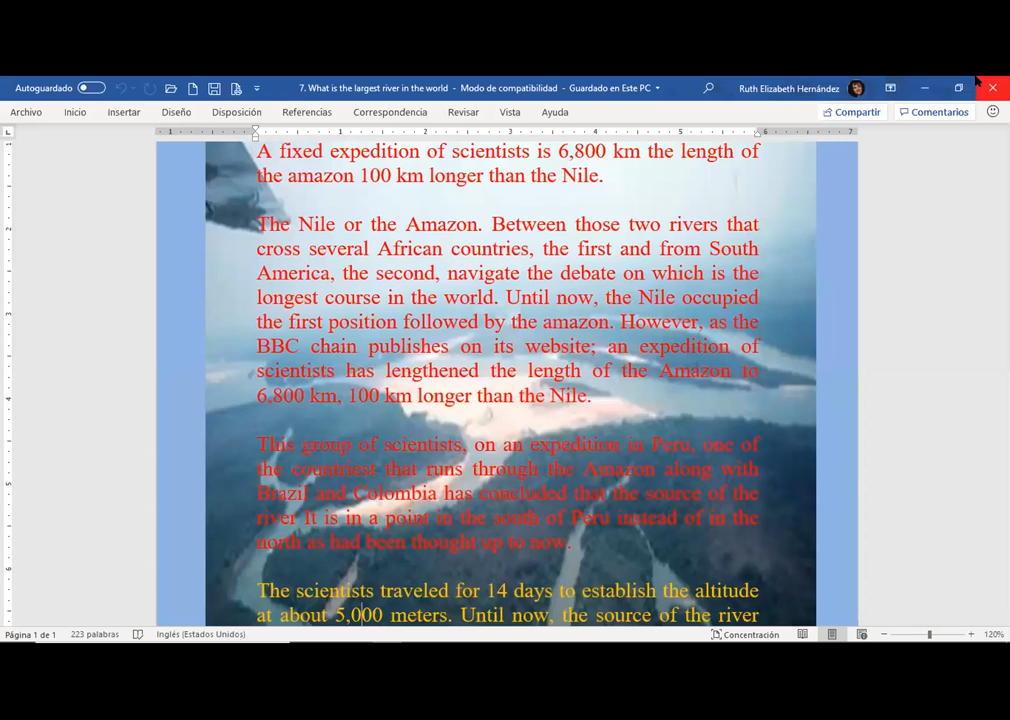 Autoguardado
7. What is the largest river in the world - Modo de compatibilidad - Guardado en Este PC
Ruth Elizabeth Hernández
Archivo Inicio Insertar Diseño Disposición Referencias Correspondencia Revisar Vista Ayuda Compartir Comentarios
1 1 2 3 4 5 6 7
A fixed expedition of scientists is 6,800 km the length of
the amazon 100 km longer than the Nile.
The Nile or the Amazon. Between those two rivers that
cross several African countries, the first and from South
America, the second, navigate the debate on which is the
longest course in the world. Until now, the Nile occupied
the first position followed by the amazon. However, as the
BBC chain publishes on its website; an expedition of
scientists has lengthened the length of the Amazon to
6,800 km, 100 km longer than the Nile.
This group of scientists, on an expedition in Peru, one of
the countriest that runs through the Amazon along with
Brazil and Colombia has concluded that the source of the
river It is in a point in the south of Peru instead of in the
north as had been thought up to now.
The scientists traveled for 14 days to establish the altitude
at about 5,000 meters. Until now, the source of the river
Página 1 de 1 223 palabras Inglés (Estados Unidos) Concentración 120%